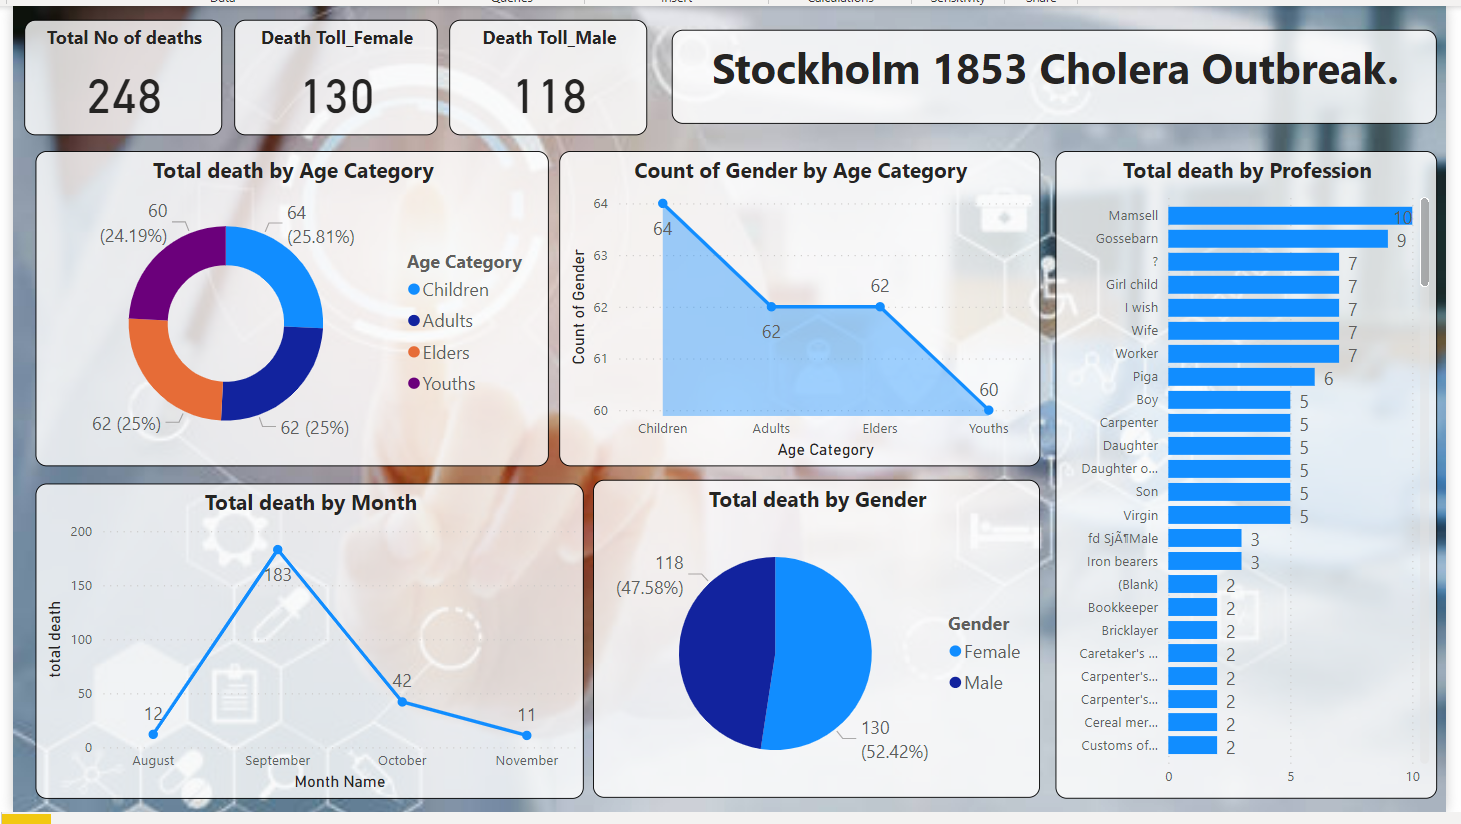 Data
Queries
Insert
Calculations
Sensitivity
Share
Total No of deaths
248
Death Toll_Female
130
Death Toll_Male
118
Stockholm 1853 Cholera Outbreak.
Total death by Age Category
60
(24.19%)
64
(25.81%)
62 (25%)
62 (25%)
Age Category
Children
Adults
Elders
Youths
Count of Gender by Age Category
Count of Gender
64
63
62
61
60
64
62
62
60
Children
Adults
Elders
Youths
Age Category
Total death by Profession
Mamsell 10
Gossebarn 9
? 7
Girl child 7
I wish 7
Wife 7
Worker 7
Piga 6
Boy 5
Carpenter 5
Daughter 5
Daughter o... 5
Son 5
Virgin 5
fd SjÃ¶Male 3
Iron bearers 3
(Blank) 2
Bookkeeper 2
Bricklayer 2
Caretaker's ... 2
Carpenter's... 2
Carpenter's... 2
Cereal mer... 2
Customs of... 2
0
5
10
Total death by Month
total death
200
150
100
50
0
12
183
42
11
August
September
October
November
Month Name
Total death by Gender
118
(47.58%)
130
(52.42%)
Gender
Female
Male